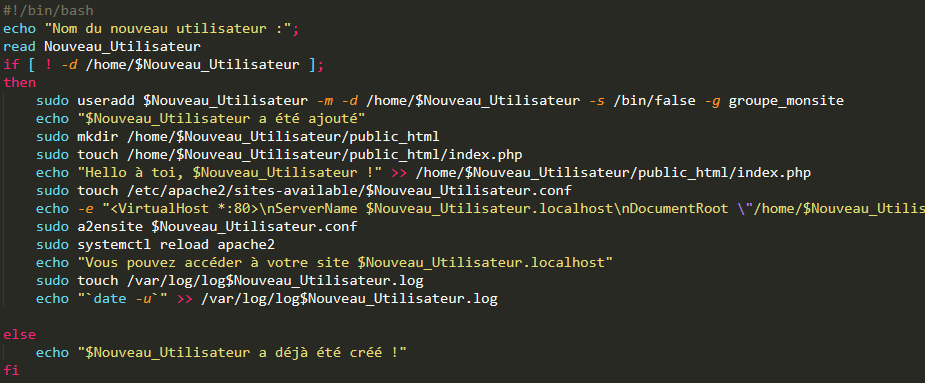 #!/bin/bash
echo "Nom du nouveau utilisateur :";
read Nouveau_Utilisateur
if [ ! -d /home/$Nouveau_Utilisateur ];
then
    sudo useradd $Nouveau_Utilisateur -m -d /home/$Nouveau_Utilisateur -s /bin/false -g groupe_monsite
    echo "$Nouveau_Utilisateur a été ajouté"
    sudo mkdir /home/$Nouveau_Utilisateur/public_html
    sudo touch /home/$Nouveau_Utilisateur/public_html/index.php
    echo "Hello à toi, $Nouveau_Utilisateur !" >> /home/$Nouveau_Utilisateur/public_html/index.php
    sudo touch /etc/apache2/sites-available/$Nouveau_Utilisateur.conf
    echo -e "<VirtualHost *:80>\nServerName $Nouveau_Utilisateur.localhost\nDocumentRoot \"/home/$Nouveau_Utilis
    sudo a2ensite $Nouveau_Utilisateur.conf
    sudo systemctl reload apache2
    echo "Vous pouvez accéder à votre site $Nouveau_Utilisateur.localhost"
    sudo touch /var/log/log$Nouveau_Utilisateur.log
    echo "`date -u`" >> /var/log/log$Nouveau_Utilisateur.log
else
    echo "$Nouveau_Utilisateur a déjà été créé !"
fi